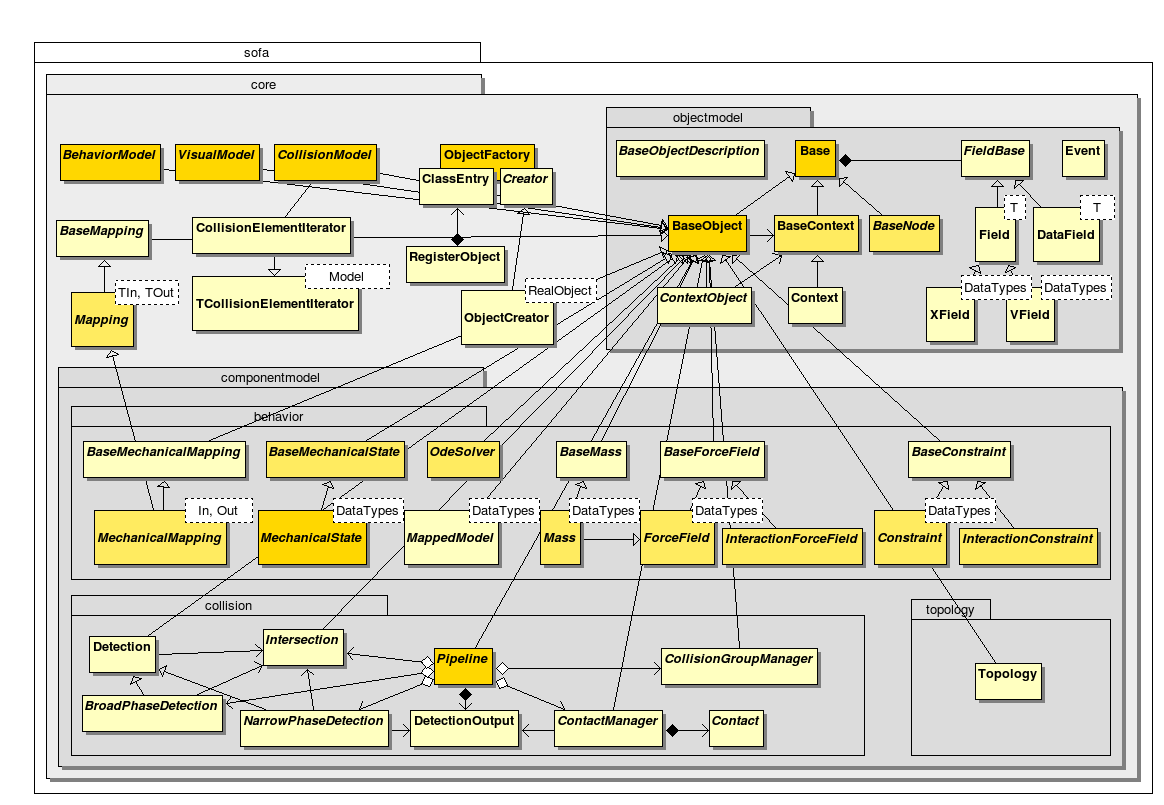 sofa
core
objectmodel
BehaviorModel
VisualModel
CollisionModel
ObjectFactory
ClassEntry
Creator
BaseObjectDescription
Base
FieldBase
Event
BaseMapping
CollisionElementIterator
RegisterObject
BaseObject
BaseContext
BaseNode
T
T
Field
DataField
TIn, TOut
Mapping
Model
TCollisionElementIterator
RealObject
ObjectCreator
ContextObject
Context
DataTypes
DataTypes
XField
VField
componentmodel
behavior
BaseMechanicalMapping
BaseMechanicalState
OdeSolver
BaseMass
BaseForceField
BaseConstraint
In, Out
DataTypes
DataTypes
DataTypes
DataTypes
DataTypes
MechanicalMapping
MechanicalState
MappedModel
Mass
ForceField
InteractionForceField
Constraint
InteractionConstraint
collision
topology
Detection
Intersection
Pipeline
CollisionGroupManager
Topology
BroadPhaseDetection
NarrowPhaseDetection
DetectionOutput
ContactManager
Contact